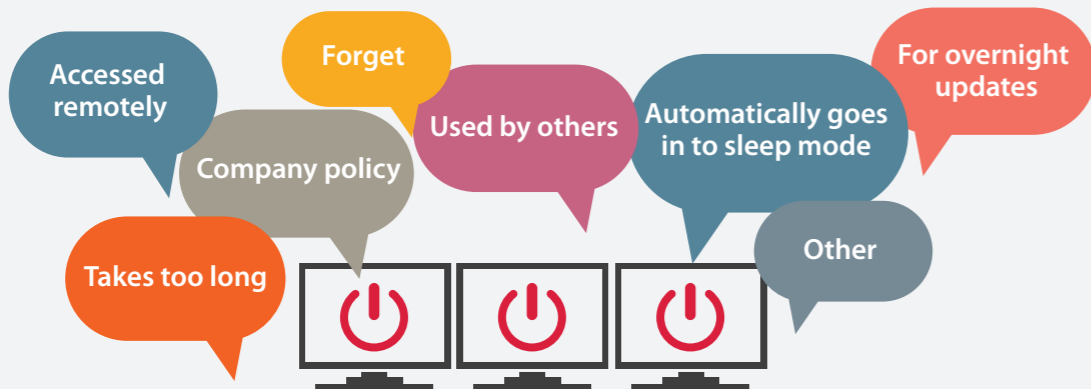 Accessed
remotely
Forget
For overnight
updates
Company policy
Used by others
Automatically goes
in to sleep mode
Takes too long
Other